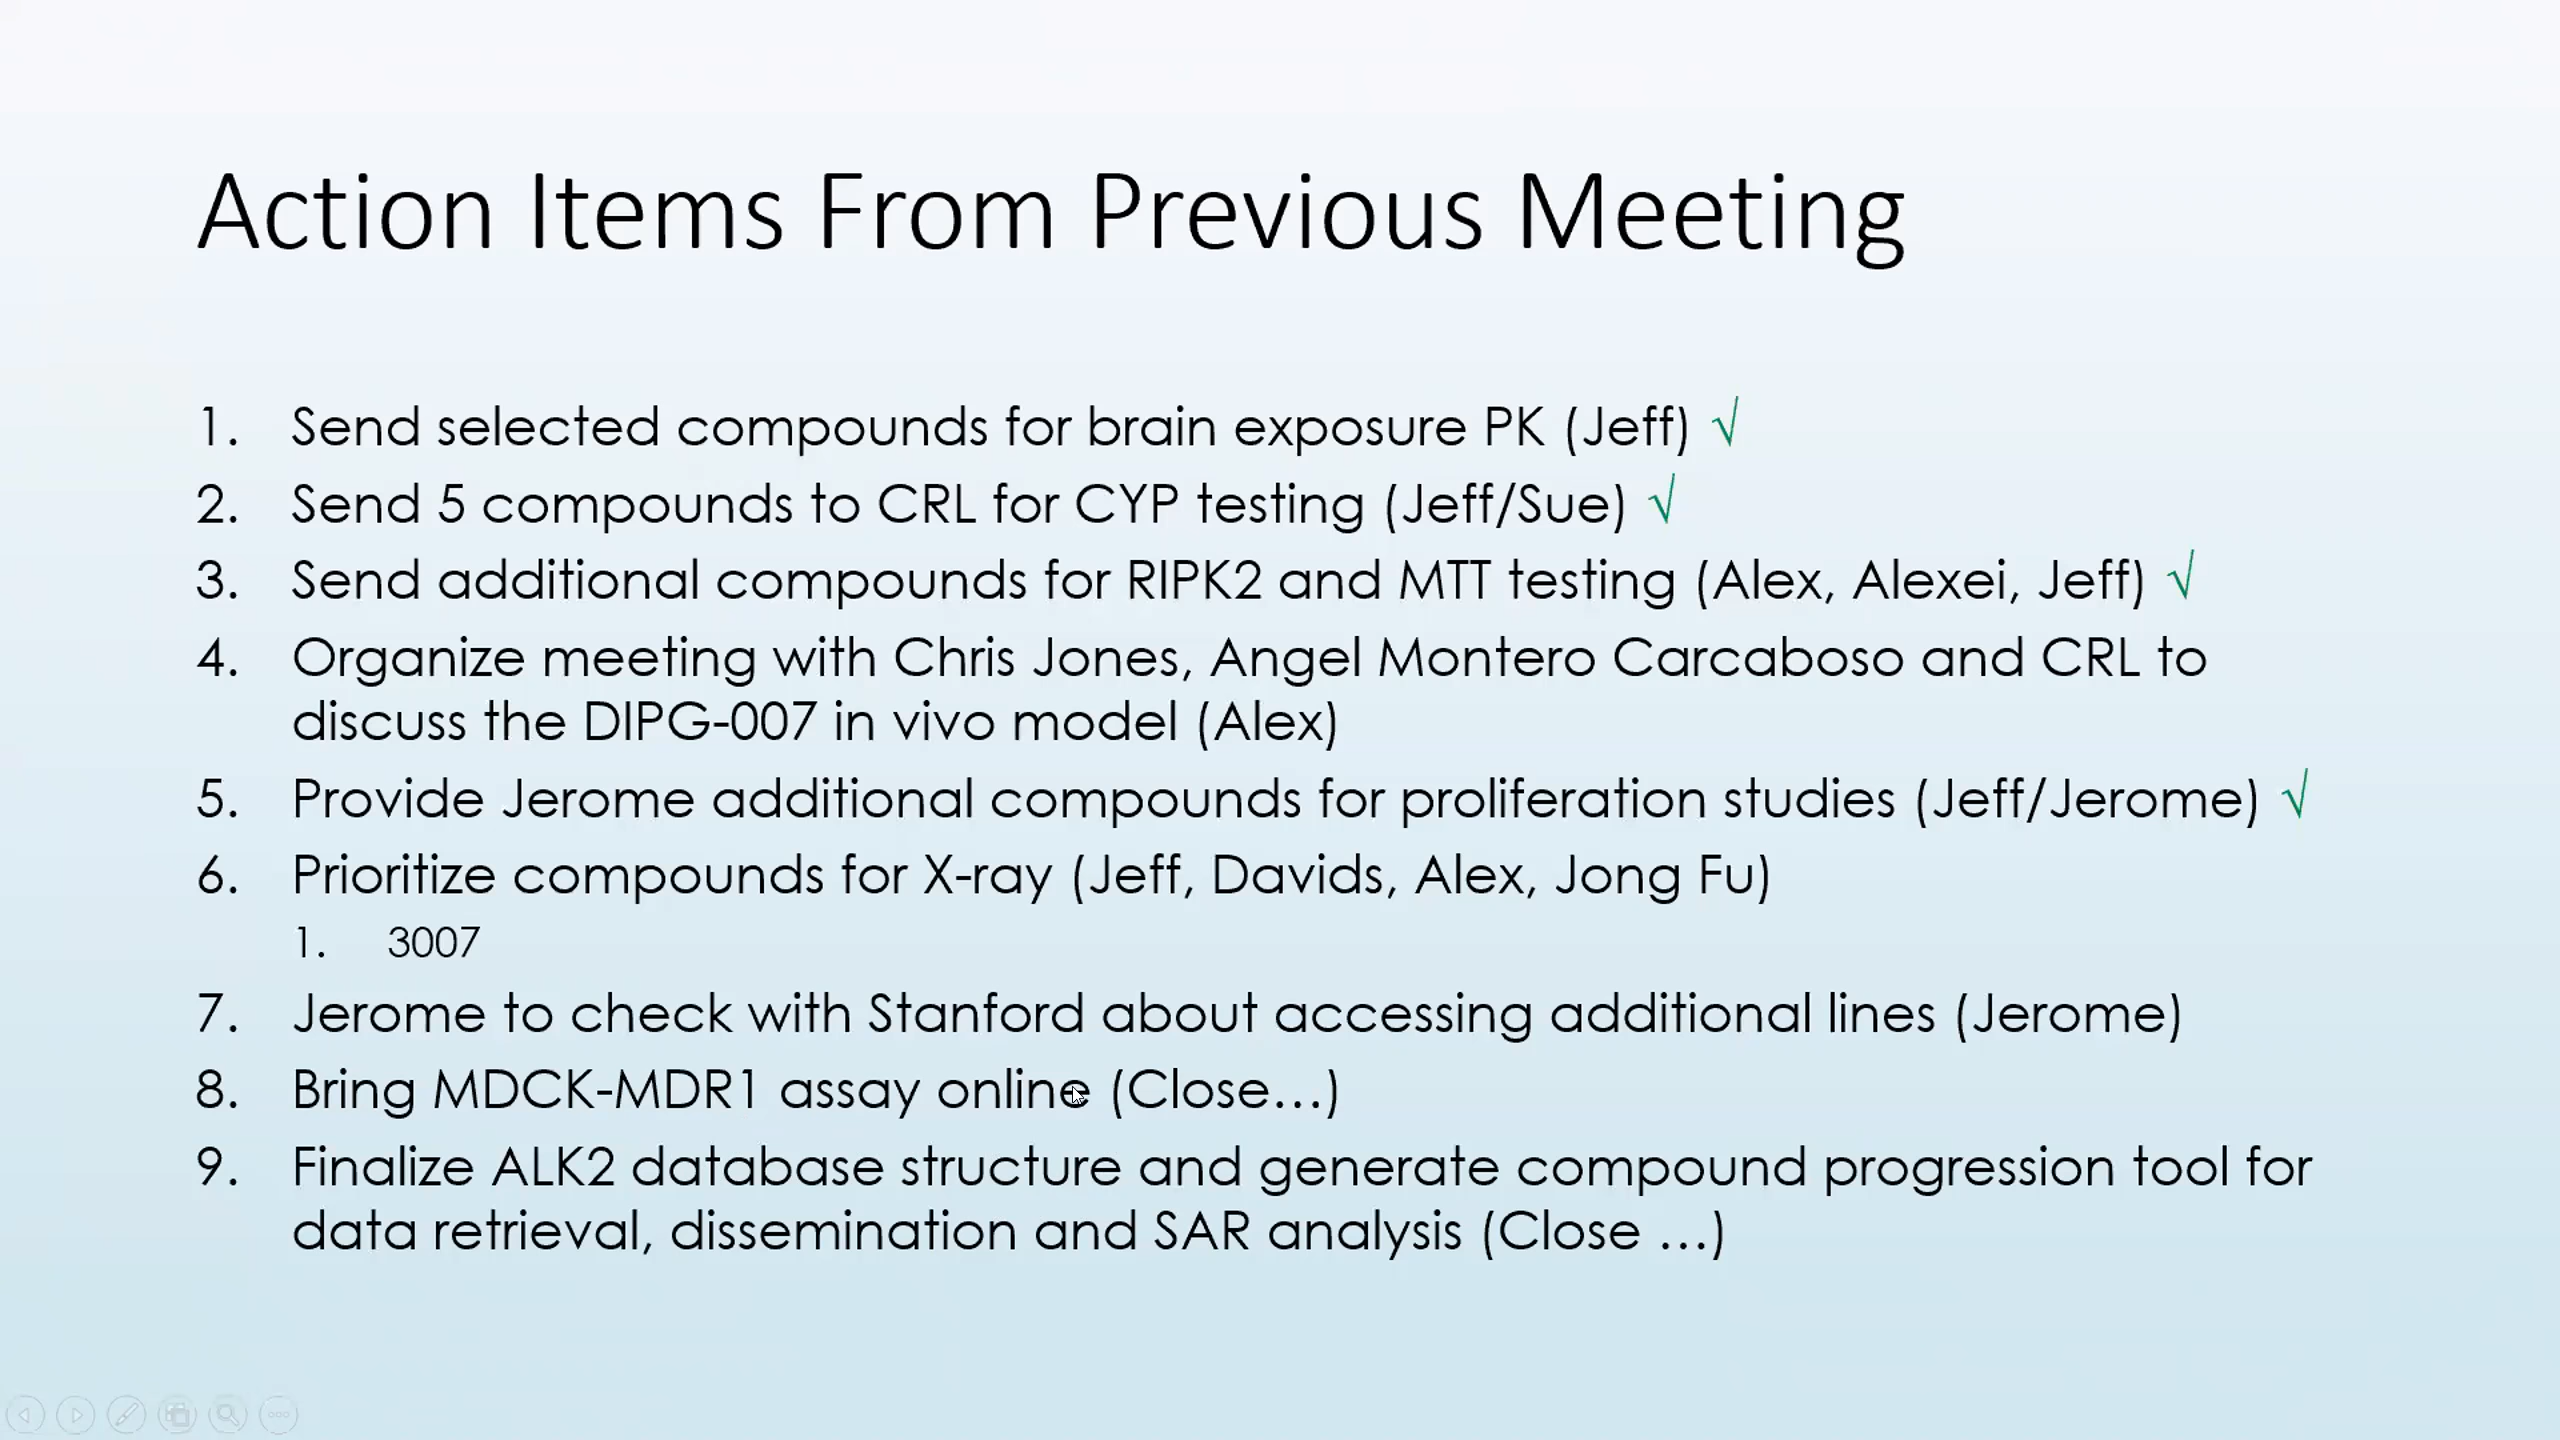 Action Items From Previous Meeting
1. Send selected compounds for brain exposure PK (Jeff) √
2. Send 5 compounds to CRL for CYP testing (Jeff/Sue) √
3. Send additional compounds for RIPK2 and MTT testing (Alex, Alexei, Jeff) √
4. Organize meeting with Chris Jones, Angel Montero Carcaboso and CRL to
discuss the DIPG-007 in vivo model (Alex)
5. Provide Jerome additional compounds for proliferation studies (Jeff/Jerome) √
6. Prioritize compounds for X-ray (Jeff, Davids, Alex, Jong Fu)
1. 3007
7. Jerome to check with Stanford about accessing additional lines (Jerome)
8. Bring MDCK-MDR1 assay online (Close…)
9. Finalize ALK2 database structure and generate compound progression tool for
data retrieval, dissemination and SAR analysis (Close …)